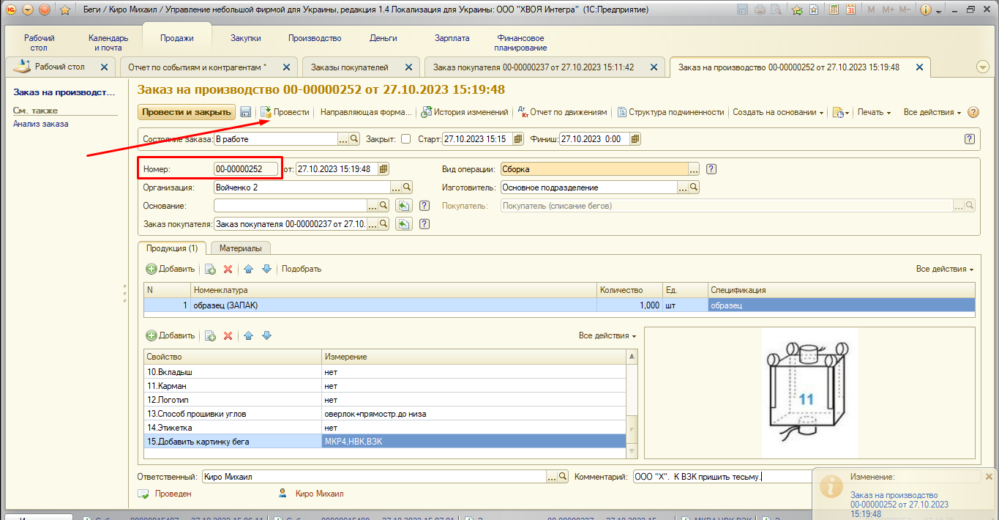 Беги / Киро Михаил / Управление небольшой фирмой для Украины, редакция 1.4 Локализация для Украины: ООО "ХВОЯ Интегра" (1С:Предприятие)
M M+ M-
Рабочий стол
Календарь и почта
Продажи
Закупки
Производство
Деньги
Зарплата
Финансовое планирование
Рабочий стол
Отчет по событиям и контрагентам *
Заказы покупателей
Заказ покупателя 00-00000237 от 27.10.2023 15:11:42
Заказ на производство 00-00000252 от 27.10.2023 15:19:48
Заказ на производст...
См. также
Анализ заказа
Заказ на производство 00-00000252 от 27.10.2023 15:19:48
Провести и закрыть Провести Направляющая форма... История изменений Дт Кт Отчет по движениям Структура подчиненности Создать на основании Печать Все действия ?
Состояние заказа: В работе ... Закрыт: Старт: 27.10.2023 15:15 Финиш: 27.10.2023 0:00 ?
Номер: 00-00000252 от: 27.10.2023 15:19:48 Вид операции: Сборка ... ?
Организация: Войченко 2 ... Изготовитель: Основное подразделение ...
Основание: ... ? Покупатель: Покупатель (списание бегов) ...
Заказ покупателя: Заказ покупателя 00-00000237 от 27.10. ... ?
Продукция (1) Материалы
Добавить Подобрать Все действия
N Номенклатура Количество Ед. Спецификация
1 образец (ЗАПАК) 1,000 шт образец
Добавить Все действия
Свойство Измерение
10.Вкладыш нет
11.Карман нет
12.Логотип нет
13.Способ прошивки углов оверлок+прямостр.до низа
14.Этикетка нет
15.Добавить картинку бега МКР4,НВК,ВЗК
11
Ответственный: Киро Михаил ... Комментарий: ООО "Х". К ВЗК пришить тесьму.
Проведен Киро Михаил
Изменение:
Заказ на производство
00-00000252 от 27.10.2023
15:19:48